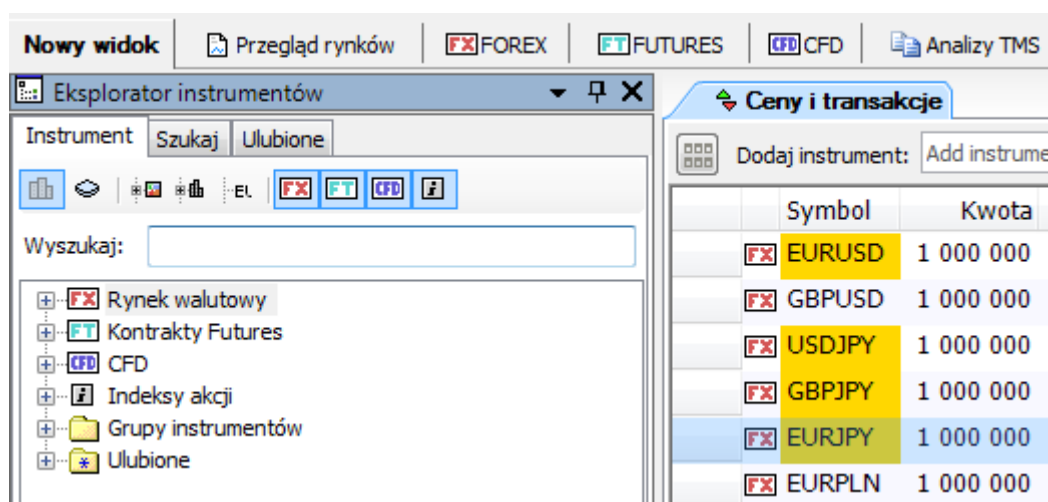 Nowy widok Przegląd rynków FX FOREX FT FUTURES CFD CFD Analizy TMS
Eksplorator instrumentów
Instrument Szukaj Ulubione
EL FX FT CFD i
Wyszukaj:
FX Rynek walutowy
FT Kontrakty Futures
CFD CFD
i Indeksy akcji
Grupy instrumentów
Ulubione
Ceny i transakcje
Dodaj instrument: Add instrume
Symbol Kwota
FX EURUSD 1 000 000
FX GBPUSD 1 000 000
FX USDJPY 1 000 000
FX GBPJPY 1 000 000
FX EURJPY 1 000 000
FX EURPLN 1 000 000